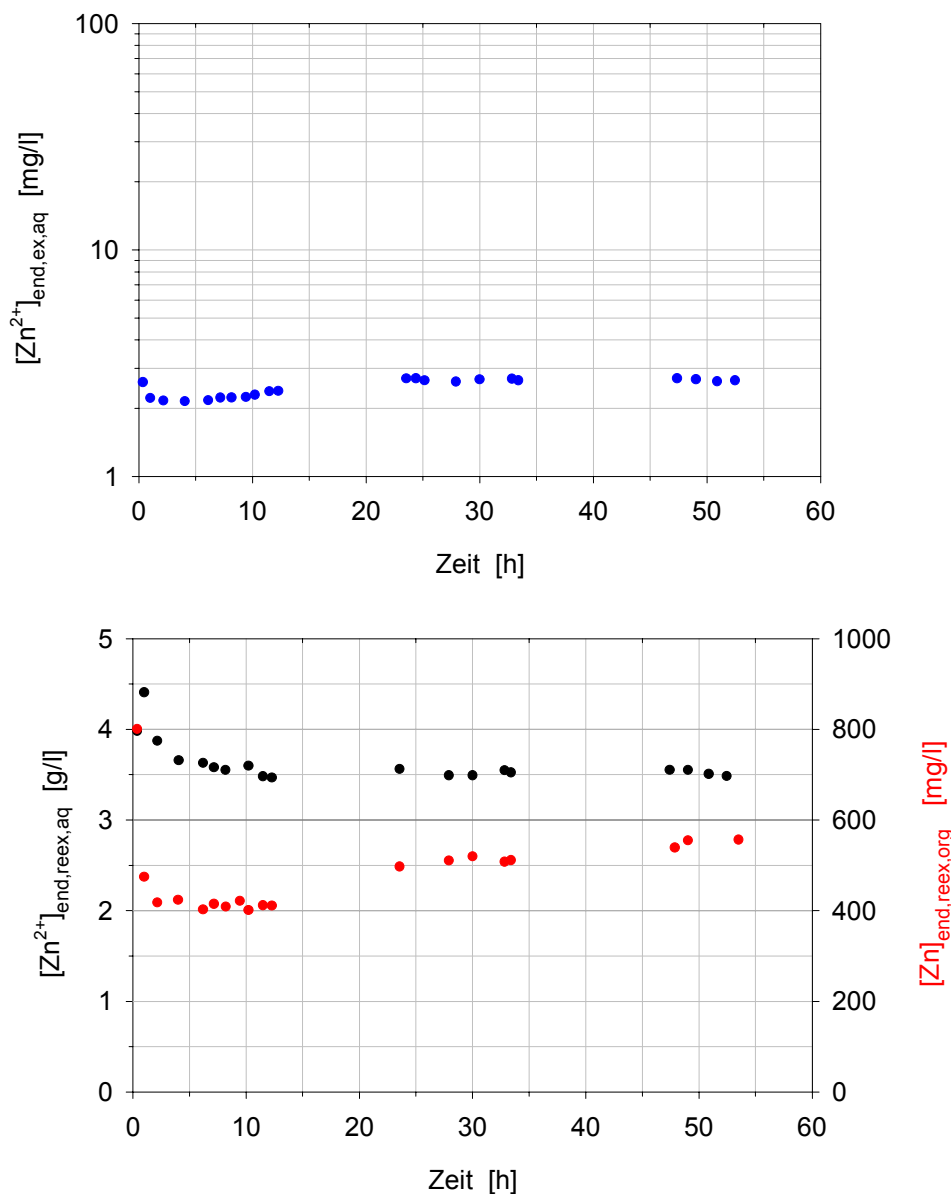 100
10
1
[Zn2+]end,ex,aq [mg/l]
0 10 20 30 40 50 60
Zeit [h]
5 1000
4 800
3 600
2 400
1 200
0 0
[Zn2+]end,reex,aq [g/l]
[Zn]end,reex,org [mg/l]
0 10 20 30 40 50 60
Zeit [h]